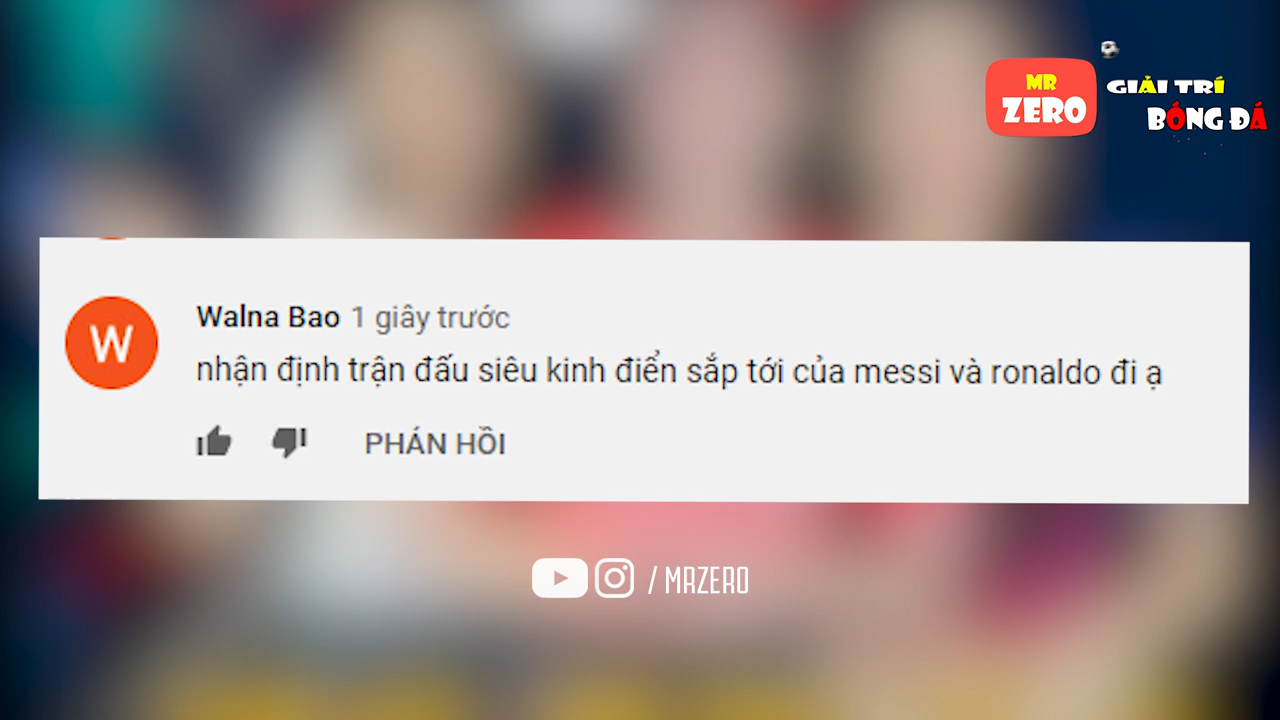 MR
ZERO
GIẢI TRÍ
BÓNG ĐÁ
W
Walna Bao 1 giây trước
nhận định trận đấu siêu kinh điển sắp tới của messi và ronaldo đi ạ
PHẢN HỒI
/ MRZERO